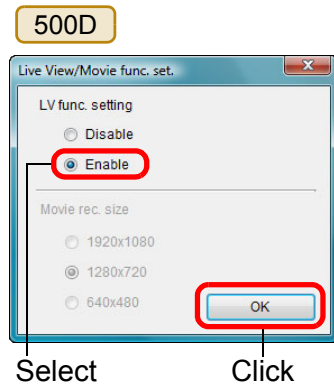 500D
Live View/Movie func. set.
LV func. setting
Disable
Enable
Movie rec. size
1920x1080
1280x720
640x480
OK
Select
Click